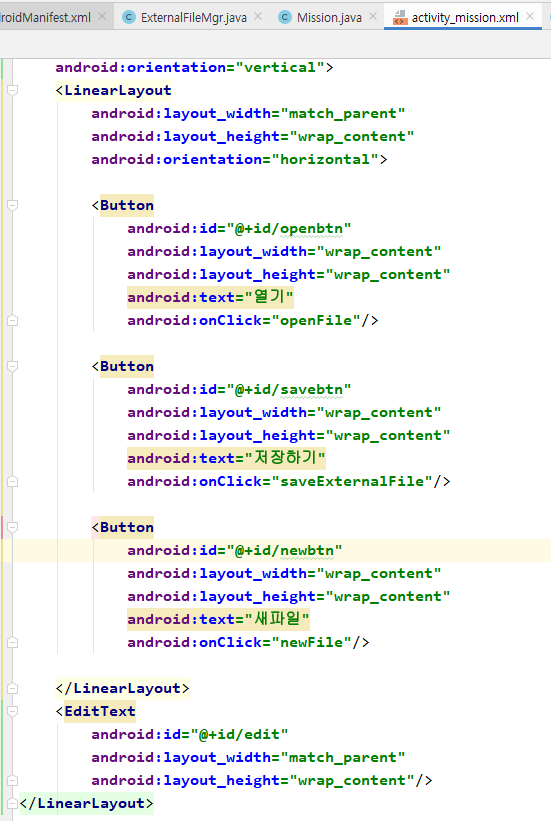 roidManifest.xml × ExternalFileMgr.java × Mission.java × activity_mission.xml ×
android:orientation="vertical">
<LinearLayout
android:layout_width="match_parent"
android:layout_height="wrap_content"
android:orientation="horizontal">
<Button
android:id="@+id/openbtn"
android:layout_width="wrap_content"
android:layout_height="wrap_content"
android:text="열기"
android:onClick="openFile"/>
<Button
android:id="@+id/savebtn"
android:layout_width="wrap_content"
android:layout_height="wrap_content"
android:text="저장하기"
android:onClick="saveExternalFile"/>
<Button
android:id="@+id/newbtn"
android:layout_width="wrap_content"
android:layout_height="wrap_content"
android:text="새파일"
android:onClick="newFile"/>
</LinearLayout>
<EditText
android:id="@+id/edit"
android:layout_width="match_parent"
android:layout_height="wrap_content"/>
</LinearLayout>